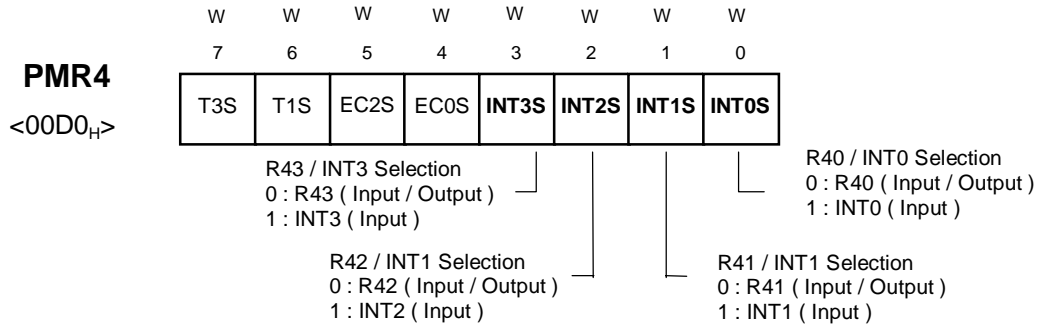 W W W W W W W W
7 6 5 4 3 2 1 0
PMR4
<00D0H>
T3S T1S EC2S EC0S INT3S INT2S INT1S INT0S
R43 / INT3 Selection
0 : R43 ( Input / Output )
1 : INT3 ( Input )
R40 / INT0 Selection
0 : R40 ( Input / Output )
1 : INT0 ( Input )
R42 / INT1 Selection
0 : R42 ( Input / Output )
1 : INT2 ( Input )
R41 / INT1 Selection
0 : R41 ( Input / Output )
1 : INT1 ( Input )